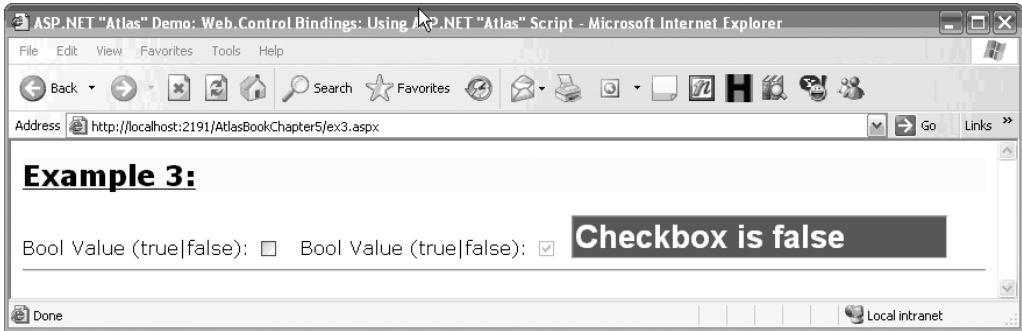 ASP.NET "Atlas" Demo: Web.Control Bindings: Using ASP.NET "Atlas" Script - Microsoft Internet Explorer
File Edit View Favorites Tools Help
Back Search Favorites
Address http://localhost:2191/AtlasBookChapter5/ex3.aspx Go Links »
Example 3:
Bool Value (true|false): Bool Value (true|false): Checkbox is false
Done Local intranet